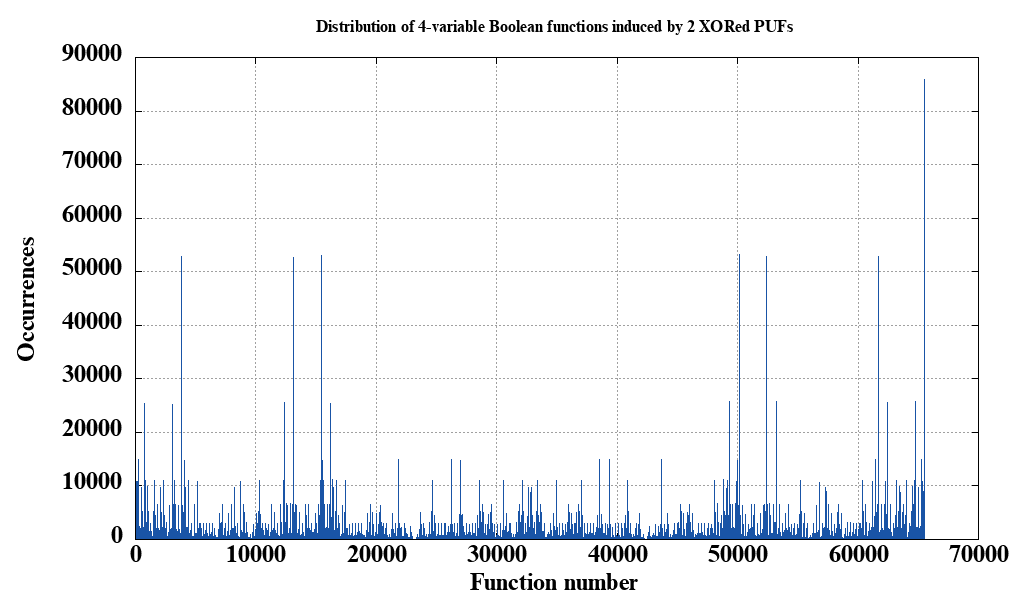 Distribution of 4-variable Boolean functions induced by 2 XORed PUFs
90000
80000
70000
60000
50000
40000
30000
20000
10000
0
Occurrences
0 10000 20000 30000 40000 50000 60000 70000
Function number